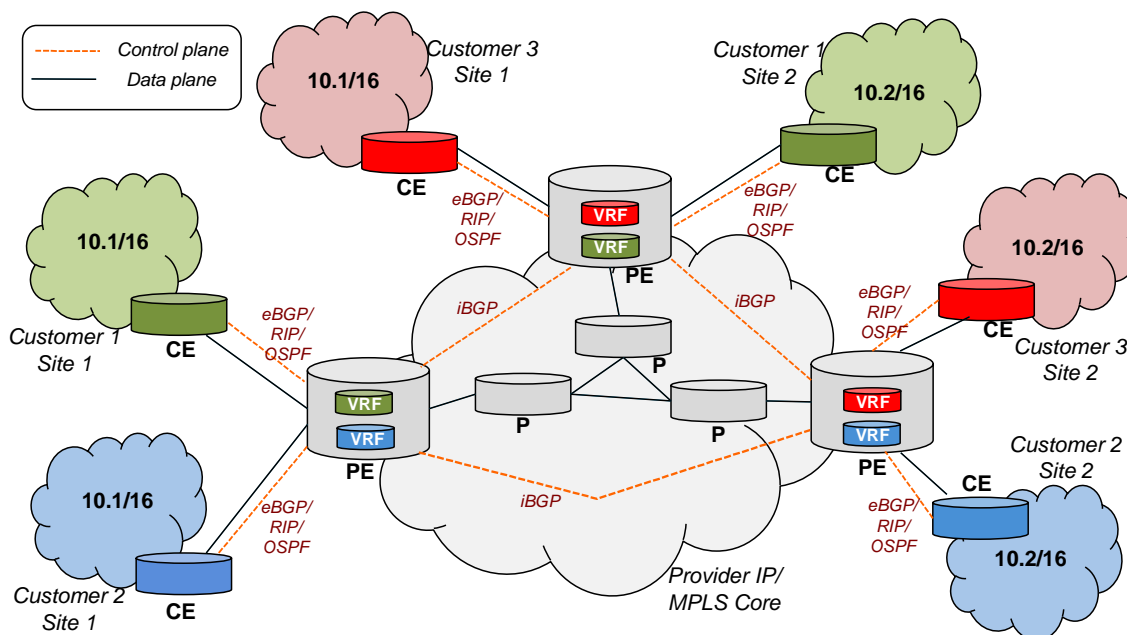 Control plane
Data plane
Customer 3
Site 1
10.1/16
CE
eBGP/
RIP/
OSPF
Customer 1
Site 2
10.2/16
CE
eBGP/
RIP/
OSPF
VRF
VRF
PE
10.1/16
Customer 1
Site 1
CE
eBGP/
RIP/
OSPF
iBGP
iBGP
10.2/16
CE
Customer 3
Site 2
eBGP/
RIP/
OSPF
P
P
P
VRF
VRF
PE
VRF
VRF
PE
10.1/16
CE
Customer 2
Site 1
eBGP/
RIP/
OSPF
iBGP
Customer 2
Site 2
CE
eBGP/
RIP/
OSPF
10.2/16
Provider IP/
MPLS Core